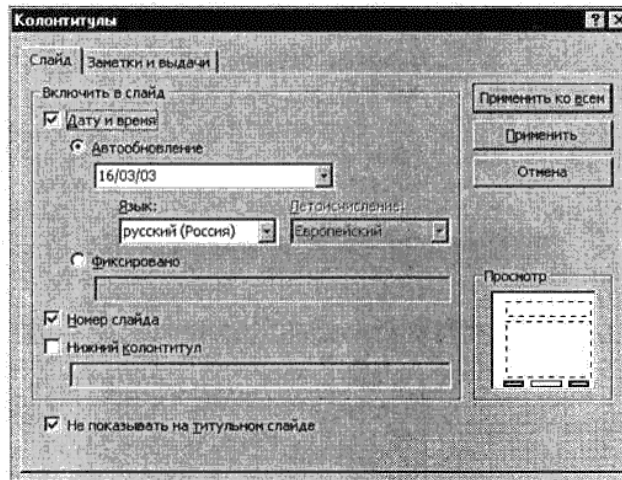 Колонтитулы
Слайд
Заметки и выдачи
Включить в слайд
Дату и время
Автообновление
16/03/03
Язык:
Летоисчисление:
русский (Россия)
Европейский
Фиксировано
Номер слайда
Нижний колонтитул
Не показывать на титульном слайде
Применить ко всем
Применить
Отмена
Просмотр